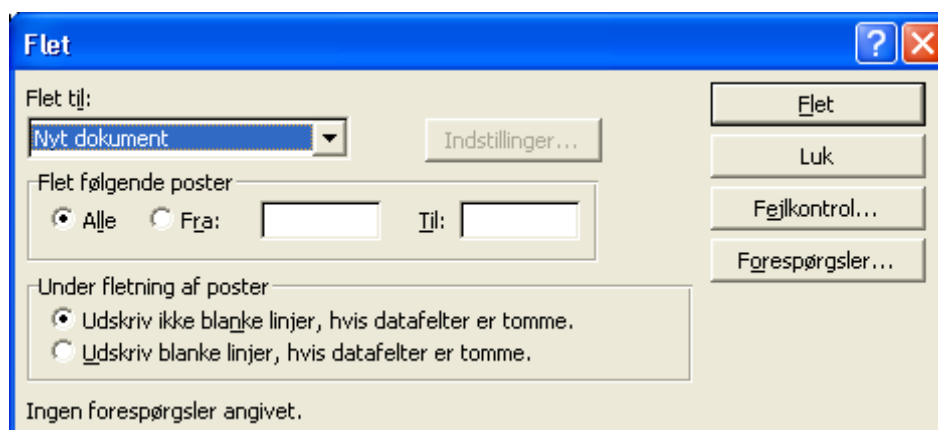 Flet
Flet til:
Nyt dokument
Indstillinger...
Flet
Luk
Flet følgende poster
Alle Fra: Til:
Fejlkontrol...
Forespørgsler...
Under fletning af poster
Udskriv ikke blanke linjer, hvis datafelter er tomme.
Udskriv blanke linjer, hvis datafelter er tomme.
Ingen forespørgsler angivet.